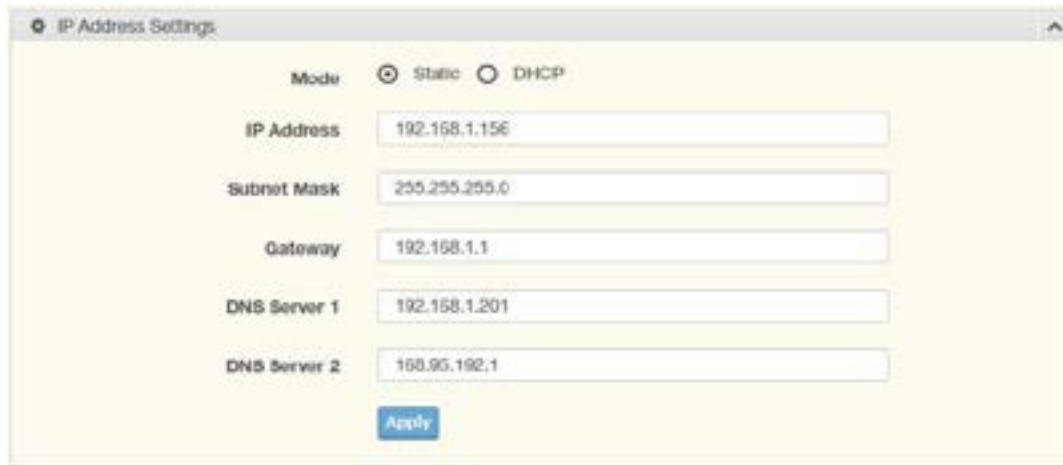 IP Address Settings
Mode Static DHCP
IP Address 192.168.1.156
Subnet Mask 255.255.255.0
Gateway 192.168.1.1
DNS Server 1 192.168.1.201
DNS Server 2 168.95.192.1
Apply